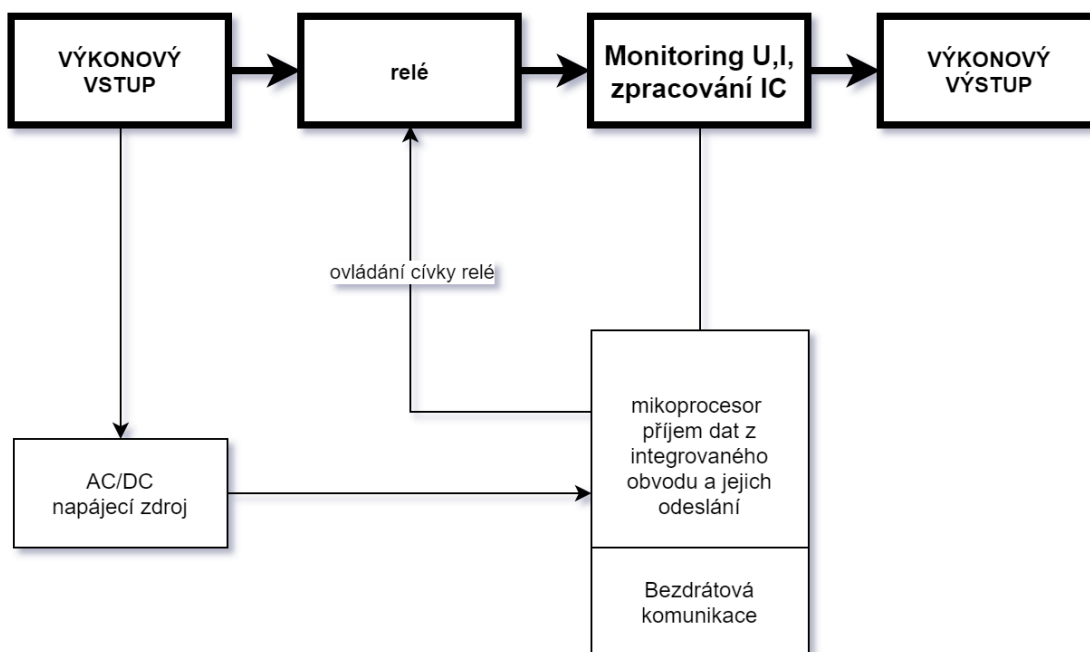 VÝKONOVÝ
VSTUP
relé
Monitoring U,I,
zpracování IC
VÝKONOVÝ
VÝSTUP
ovládání cívky relé
mikoprocesor
příjem dat z
integrovaného
obvodu a jejich
odeslání
AC/DC
napájecí zdroj
Bezdrátová
komunikace